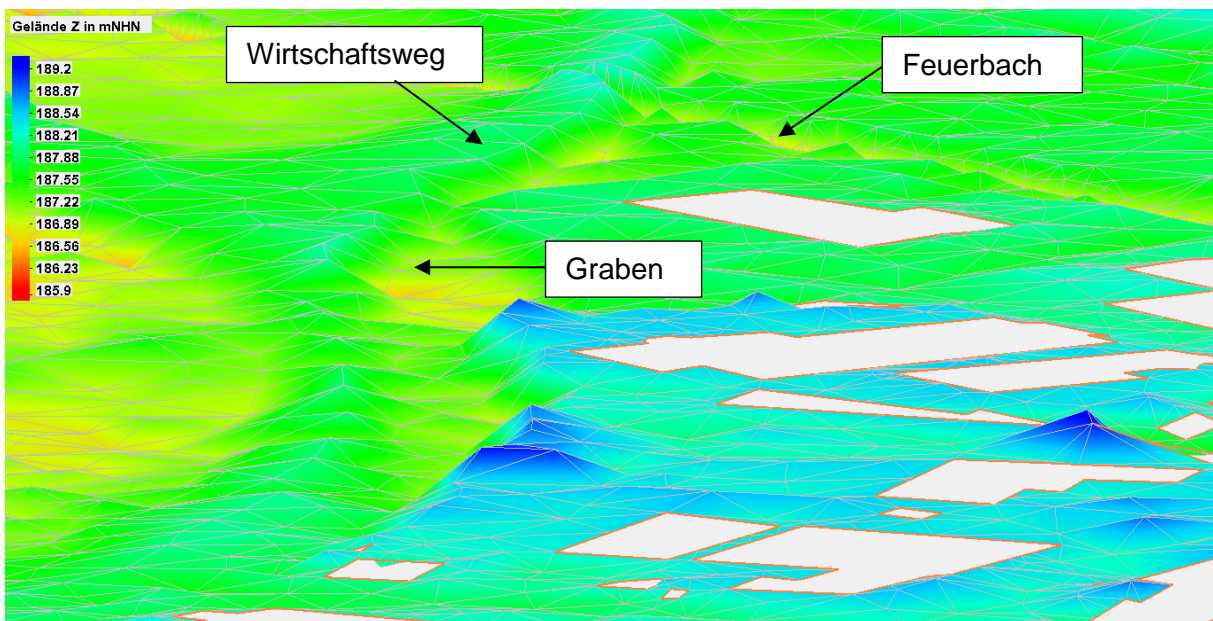 Gelände Z in mNHN
189.2
188.87
188.54
188.21
187.88
187.55
187.22
186.89
186.56
186.23
185.9
Wirtschaftsweg
Feuerbach
Graben